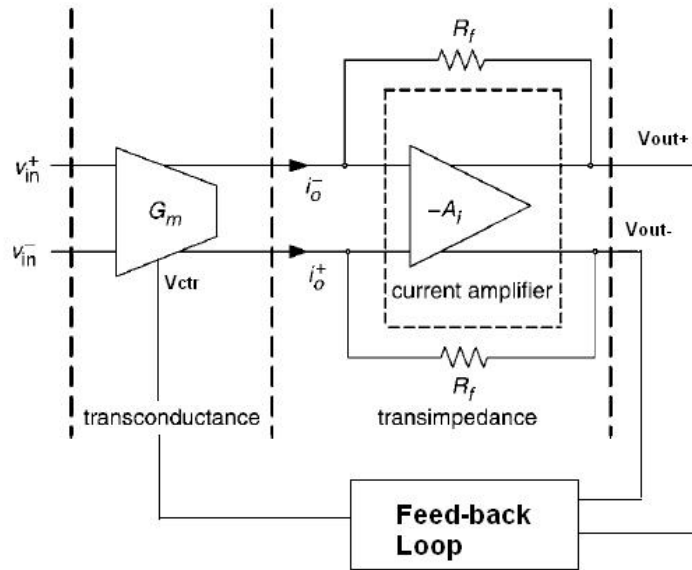 R_f
Vout+
v_in^+
i_o^-
G_m
–A_i
Vout-
v_in^-
Vctr
i_o^+
current amplifier
R_f
transconductance
transimpedance
Feed-back
Loop